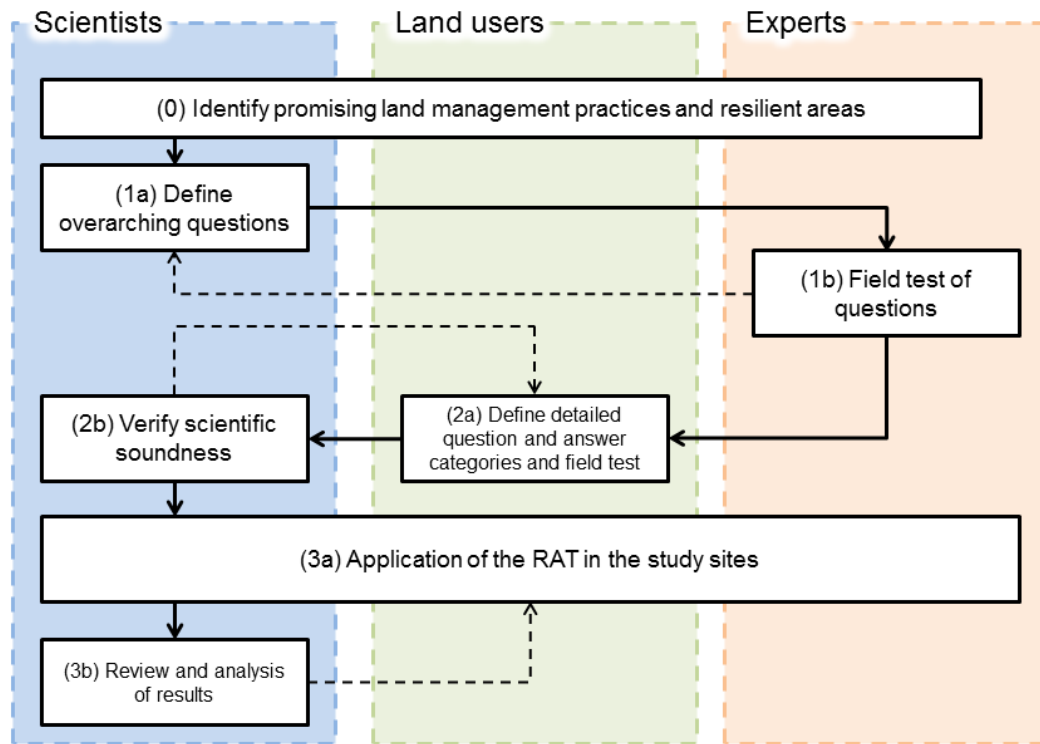 Scientists
Land users
Experts
(0) Identify promising land management practices and resilient areas
(1a) Define
overarching questions
(1b) Field test of
questions
(2b) Verify scientific
soundness
(2a) Define detailed
question and answer
categories and field test
(3a) Application of the RAT in the study sites
(3b) Review and analysis
of results